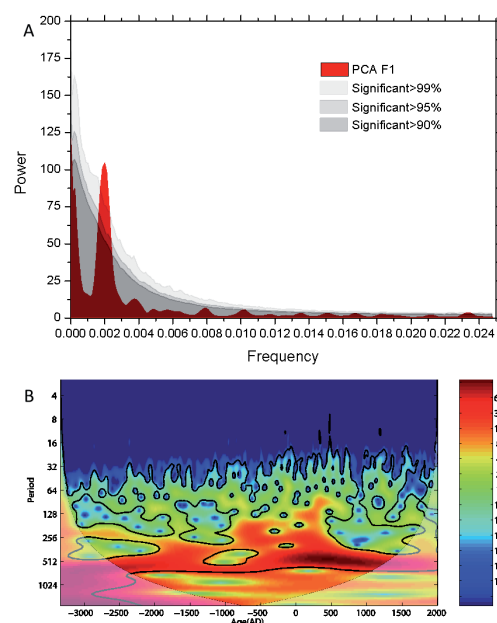 A
200
175
150
125
100
75
50
25
0
Power
PCA F1
Significant>99%
Significant>95%
Significant>90%
0.000 0.002 0.004 0.006 0.008 0.010 0.012 0.014 0.016 0.018 0.020 0.022 0.024
Frequency
B
4
8
16
32
64
128
256
512
1024
Period
−3000 −2500 −2000 −1500 −1000 −500 0 500 1000 1500 2000
Age(AD)